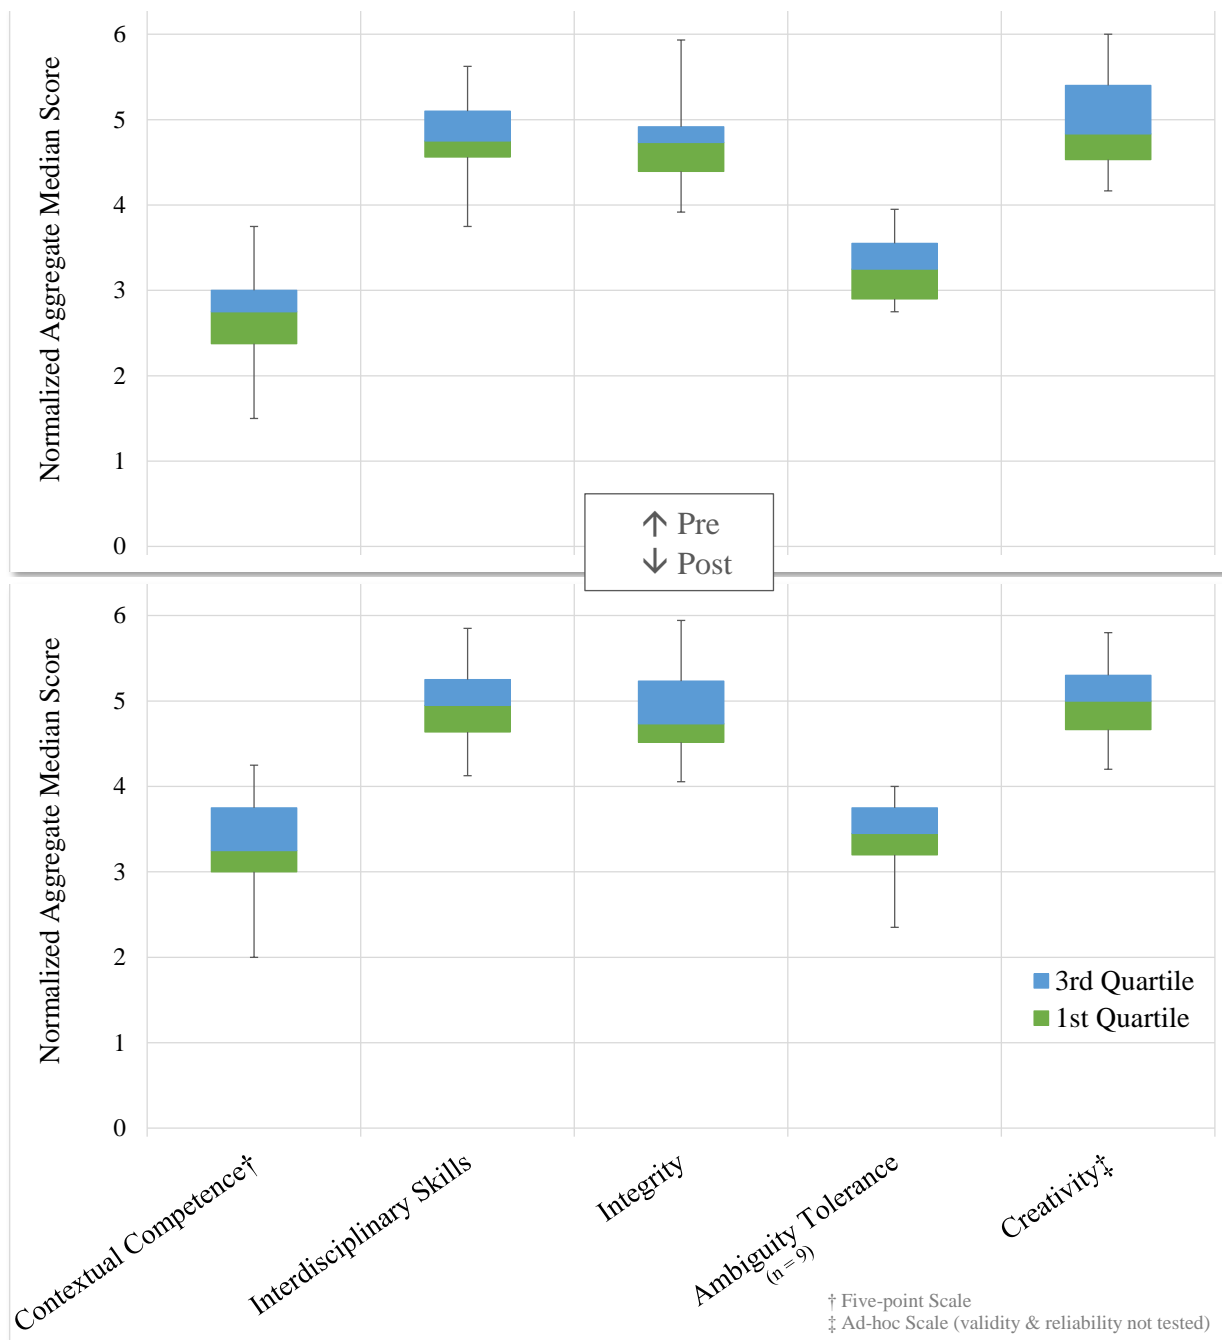 Normalized Aggregate Median Score
6
5
4
3
2
1
0
↑ Pre
↓ Post
Normalized Aggregate Median Score
6
5
4
3
2
1
0
3rd Quartile
1st Quartile
Contextual Competence†
Interdisciplinary Skills
Integrity
Ambiguity Tolerance
(n = 9)
Creativity‡
† Five-point Scale
‡ Ad-hoc Scale (validity & reliability not tested)